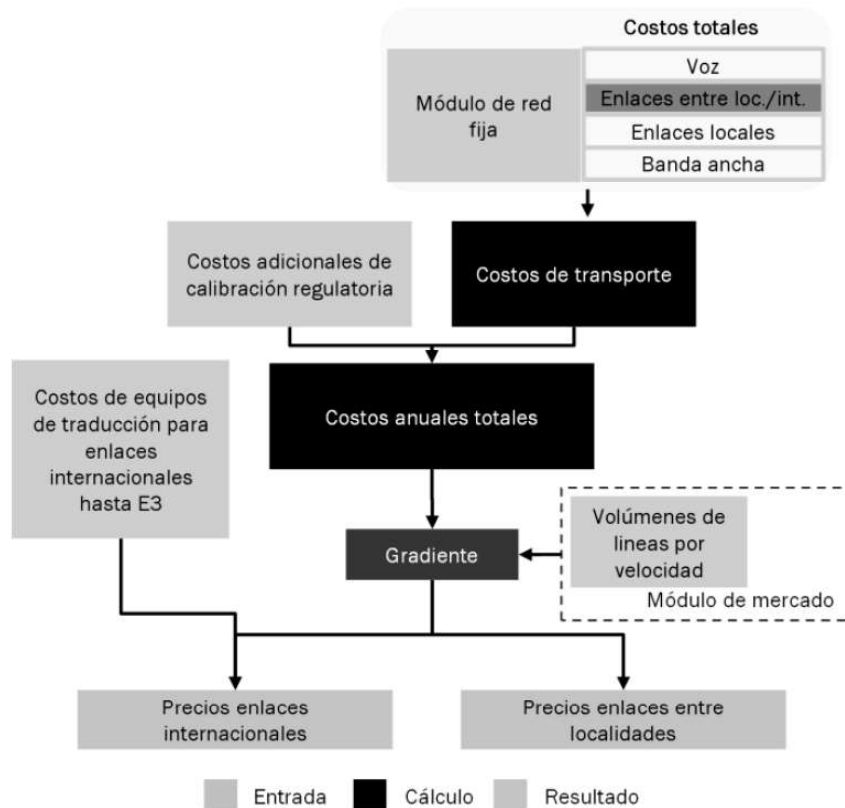 Costos totales
Módulo de red
fija
Voz
Enlaces entre loc./int.
Enlaces locales
Banda ancha
Costos adicionales de
calibración regulatoria
Costos de transporte
Costos de equipos
de traducción para
enlaces
internacionales
hasta E3
Costos anuales totales
Gradiente
Volúmenes de
lineas por
velocidad
Módulo de mercado
Precios enlaces
internacionales
Precios enlaces entre
localidades
Entrada
Cálculo
Resultado